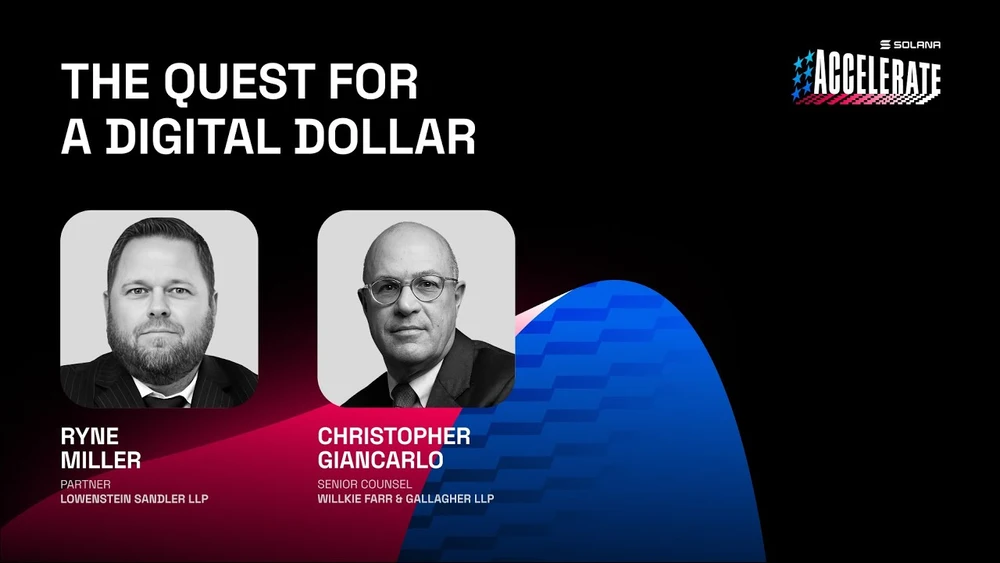 THE QUEST FOR
A DIGITAL DOLLAR
SOLANA
ACCELERATE
RYNE
MILLER
PARTNER
LOWENSTEIN SANDLER LLP
CHRISTOPHER
GIANCARLO
SENIOR COUNSEL
WILLKIE FARR & GALLAGHER LLP